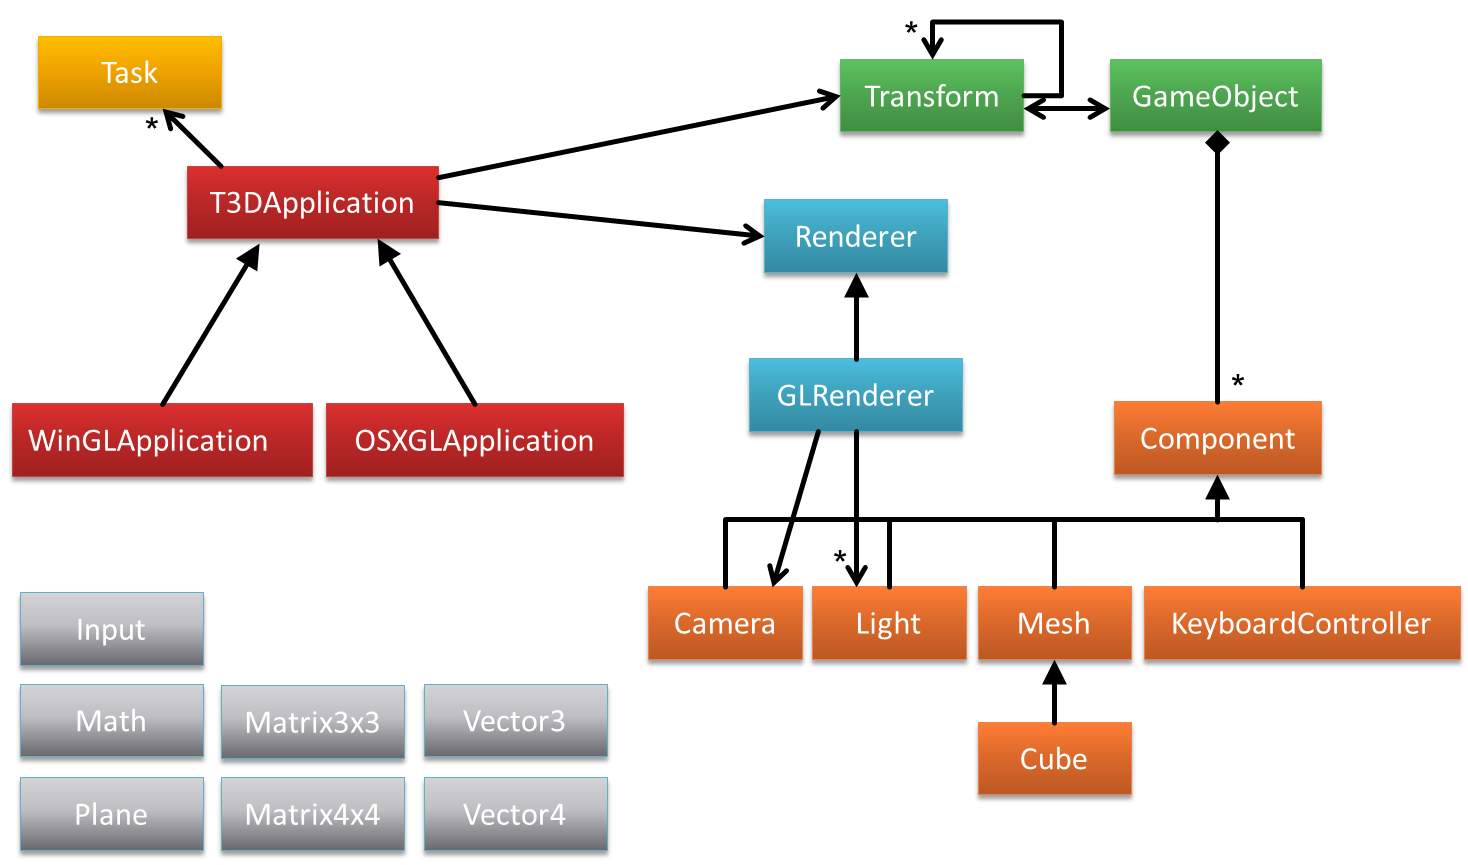 *
Task
Transform
GameObject
*
T3DApplication
Renderer
*
GLRenderer
WinGLApplication
OSXGLApplication
Component
*
Camera
Light
Mesh
KeyboardController
Input
Math
Matrix3x3
Vector3
Cube
Plane
Matrix4x4
Vector4